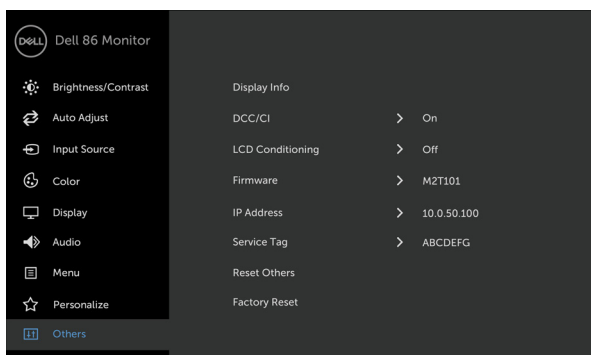 DELL Dell 86 Monitor
Brightness/Contrast
Auto Adjust
Input Source
Color
Display
Audio
Menu
Personalize
Others
Display Info
DCC/CI > On
LCD Conditioning > Off
Firmware > M2T101
IP Address > 10.0.50.100
Service Tag > ABCDEFG
Reset Others
Factory Reset